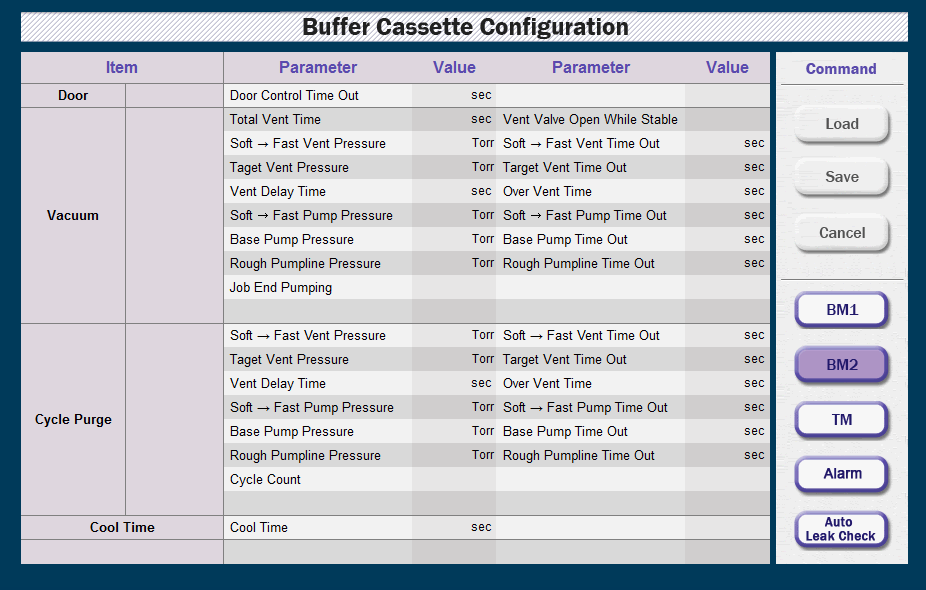 Buffer Cassette Configuration
Item Parameter Value Parameter Value
Door Door Control Time Out sec
Vacuum
Total Vent Time sec Vent Valve Open While Stable
Soft → Fast Vent Pressure Torr Soft → Fast Vent Time Out sec
Taget Vent Pressure Torr Target Vent Time Out sec
Vent Delay Time sec Over Vent Time sec
Soft → Fast Pump Pressure Torr Soft → Fast Pump Time Out sec
Base Pump Pressure Torr Base Pump Time Out sec
Rough Pumpline Pressure Torr Rough Pumpline Time Out sec
Job End Pumping
Cycle Purge
Soft → Fast Vent Pressure Torr Soft → Fast Vent Time Out sec
Taget Vent Pressure Torr Target Vent Time Out sec
Vent Delay Time sec Over Vent Time sec
Soft → Fast Pump Pressure Torr Soft → Fast Pump Time Out sec
Base Pump Pressure Torr Base Pump Time Out sec
Rough Pumpline Pressure Torr Rough Pumpline Time Out sec
Cycle Count
Cool Time Cool Time sec
Command
Load
Save
Cancel
BM1
BM2
TM
Alarm
Auto
Leak Check